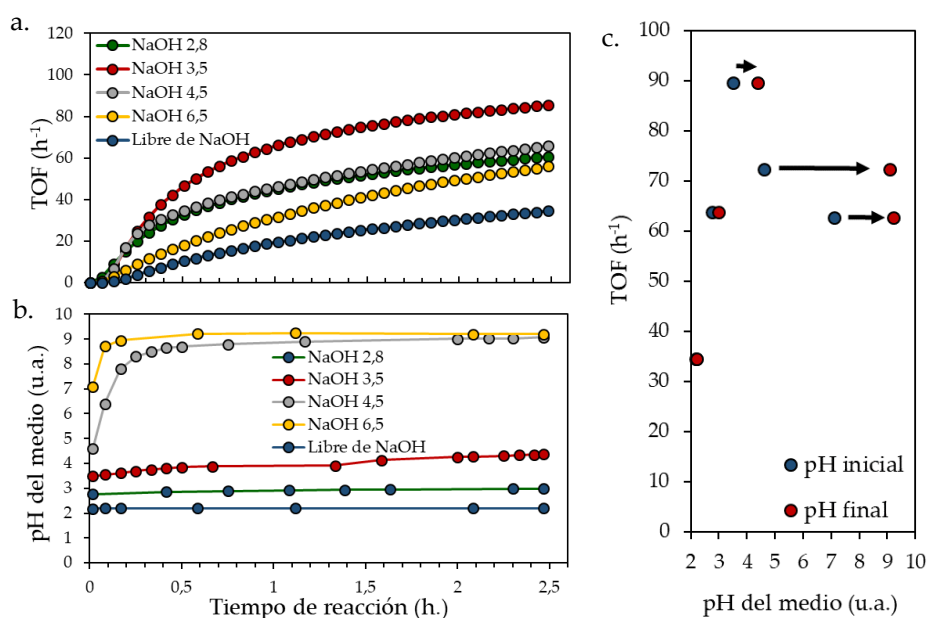 a.
TOF (h⁻¹)
120
100
80
60
40
20
0
NaOH 2,8
NaOH 3,5
NaOH 4,5
NaOH 6,5
Libre de NaOH
b.
pH del medio (u.a.)
10
9
8
7
6
5
4
3
2
1
0
NaOH 2,8
NaOH 3,5
NaOH 4,5
NaOH 6,5
Libre de NaOH
0 0,5 1 1,5 2 2,5
Tiempo de reacción (h.)
c.
TOF (h⁻¹)
100
90
80
70
60
50
40
30
20
10
0
pH inicial
pH final
2 3 4 5 6 7 8 9 10
pH del medio (u.a.)